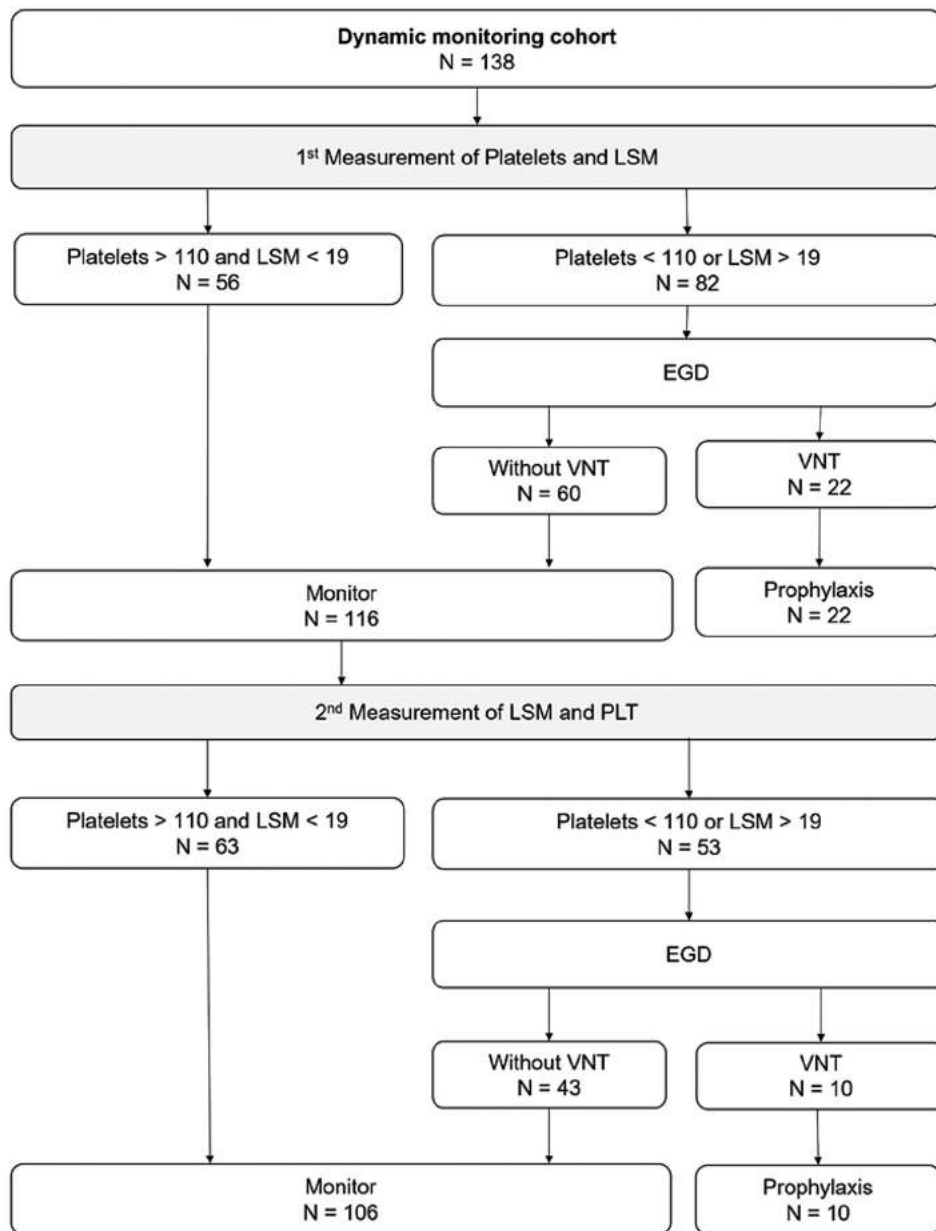 Dynamic monitoring cohort
N = 138
1st Measurement of Platelets and LSM
Platelets > 110 and LSM < 19
N = 56
Platelets < 110 or LSM > 19
N = 82
EGD
Without VNT
N = 60
VNT
N = 22
Monitor
N = 116
Prophylaxis
N = 22
2nd Measurement of LSM and PLT
Platelets > 110 and LSM < 19
N = 63
Platelets < 110 or LSM > 19
N = 53
EGD
Without VNT
N = 43
VNT
N = 10
Monitor
N = 106
Prophylaxis
N = 10